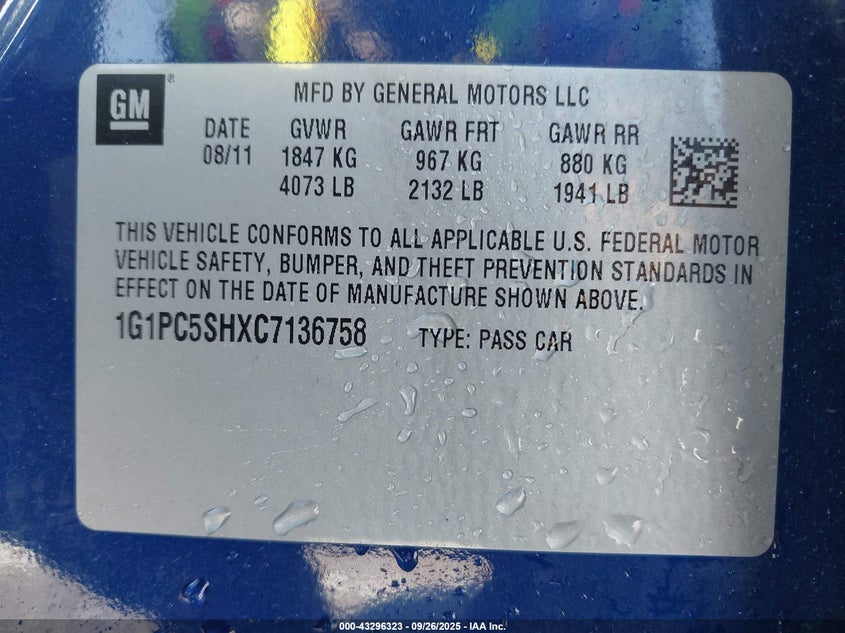 GM®
MFD BY GENERAL MOTORS LLC
DATE GVWR GAWR FRT GAWR RR
08/11 1847 KG 967 KG 880 KG
4073 LB 2132 LB 1941 LB
THIS VEHICLE CONFORMS TO ALL APPLICABLE U.S. FEDERAL MOTOR
VEHICLE SAFETY, BUMPER, AND THEFT PREVENTION STANDARDS IN
EFFECT ON THE DATE OF MANUFACTURE SHOWN ABOVE.
1G1PC5SHXC7136758 TYPE: PASS CAR
000-43296323 - 09/26/2025 - IAA Inc.